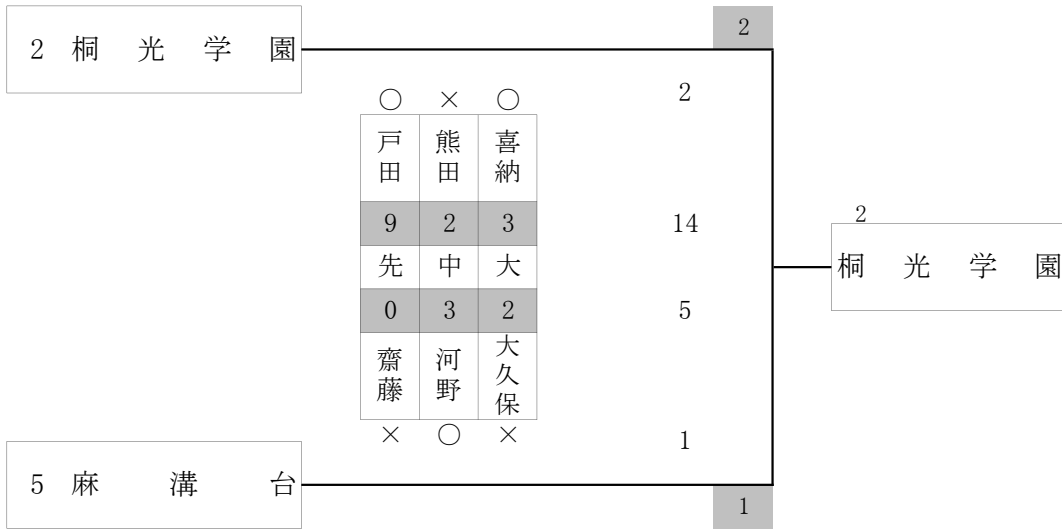 2
2 桐 光 学 園
2
○ × ○
戸田 熊田 喜納
9 2 3
14
2
先 中 大
桐 光 学 園
0 3 2
5
齋藤 河野 大久保
× ○ ×
1
5 麻 溝 台
1